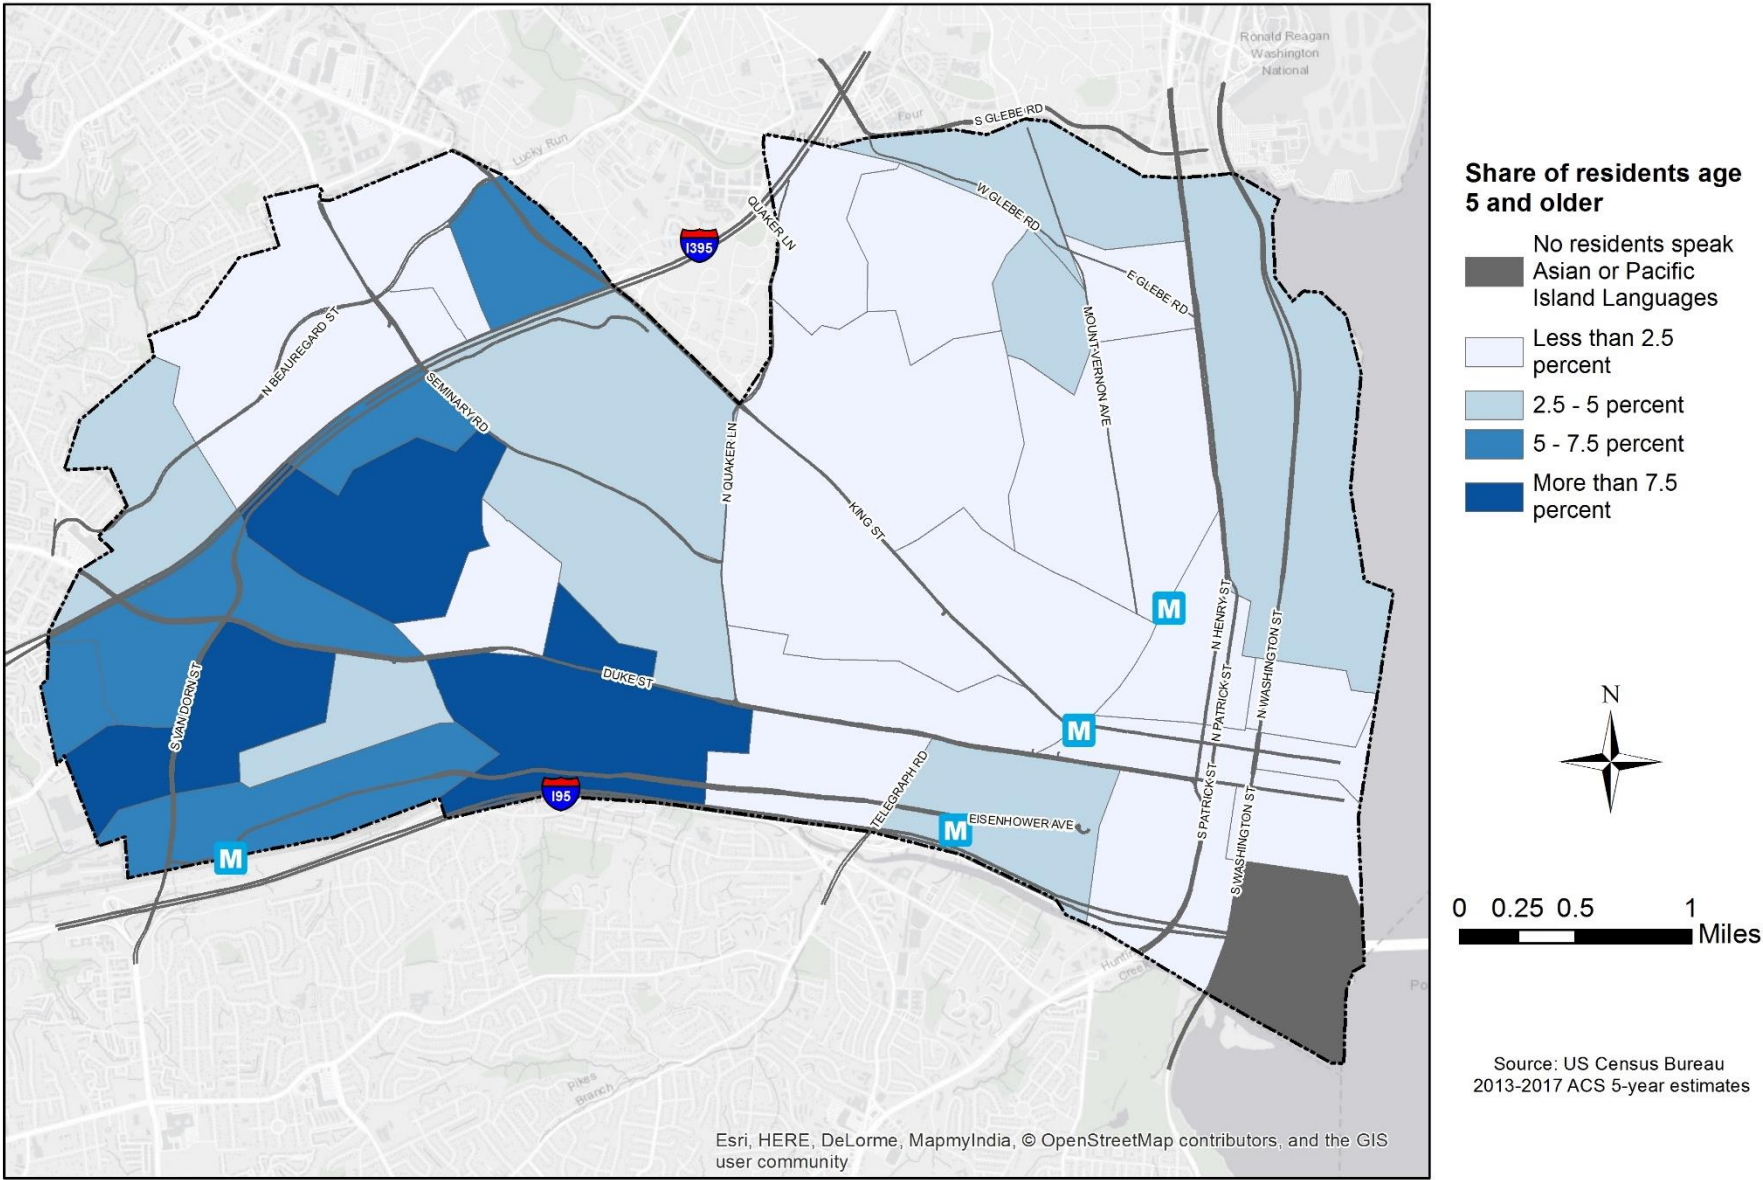 Ronald Reagan
Washington
National
Four
S GLEBE RD
Lucky Run
W GLEBE RD
QUAKER LN
I395
E GLEBE RD
N BEAUREGARD ST
MOUNT VERNON AVE
SEMINARY RD
N QUAKER LN
KING ST
M
N HENRY ST
N WASHINGTON ST
DUKE ST
S VAN DORN ST
N PATRICK ST
M
TELEGRAPH RD
I95
S PATRICK ST
EISENHOWER AVE
M
S WASHINGTON ST
M
Pikes
Branch
Esri, HERE, DeLorme, MapmyIndia, © OpenStreetMap contributors, and the GIS
user community
Share of residents age
5 and older
No residents speak
Asian or Pacific
Island Languages
Less than 2.5
percent
2.5 - 5 percent
5 - 7.5 percent
More than 7.5
percent
N
0 0.25 0.5 1
Miles
Source: US Census Bureau
2013-2017 ACS 5-year estimates